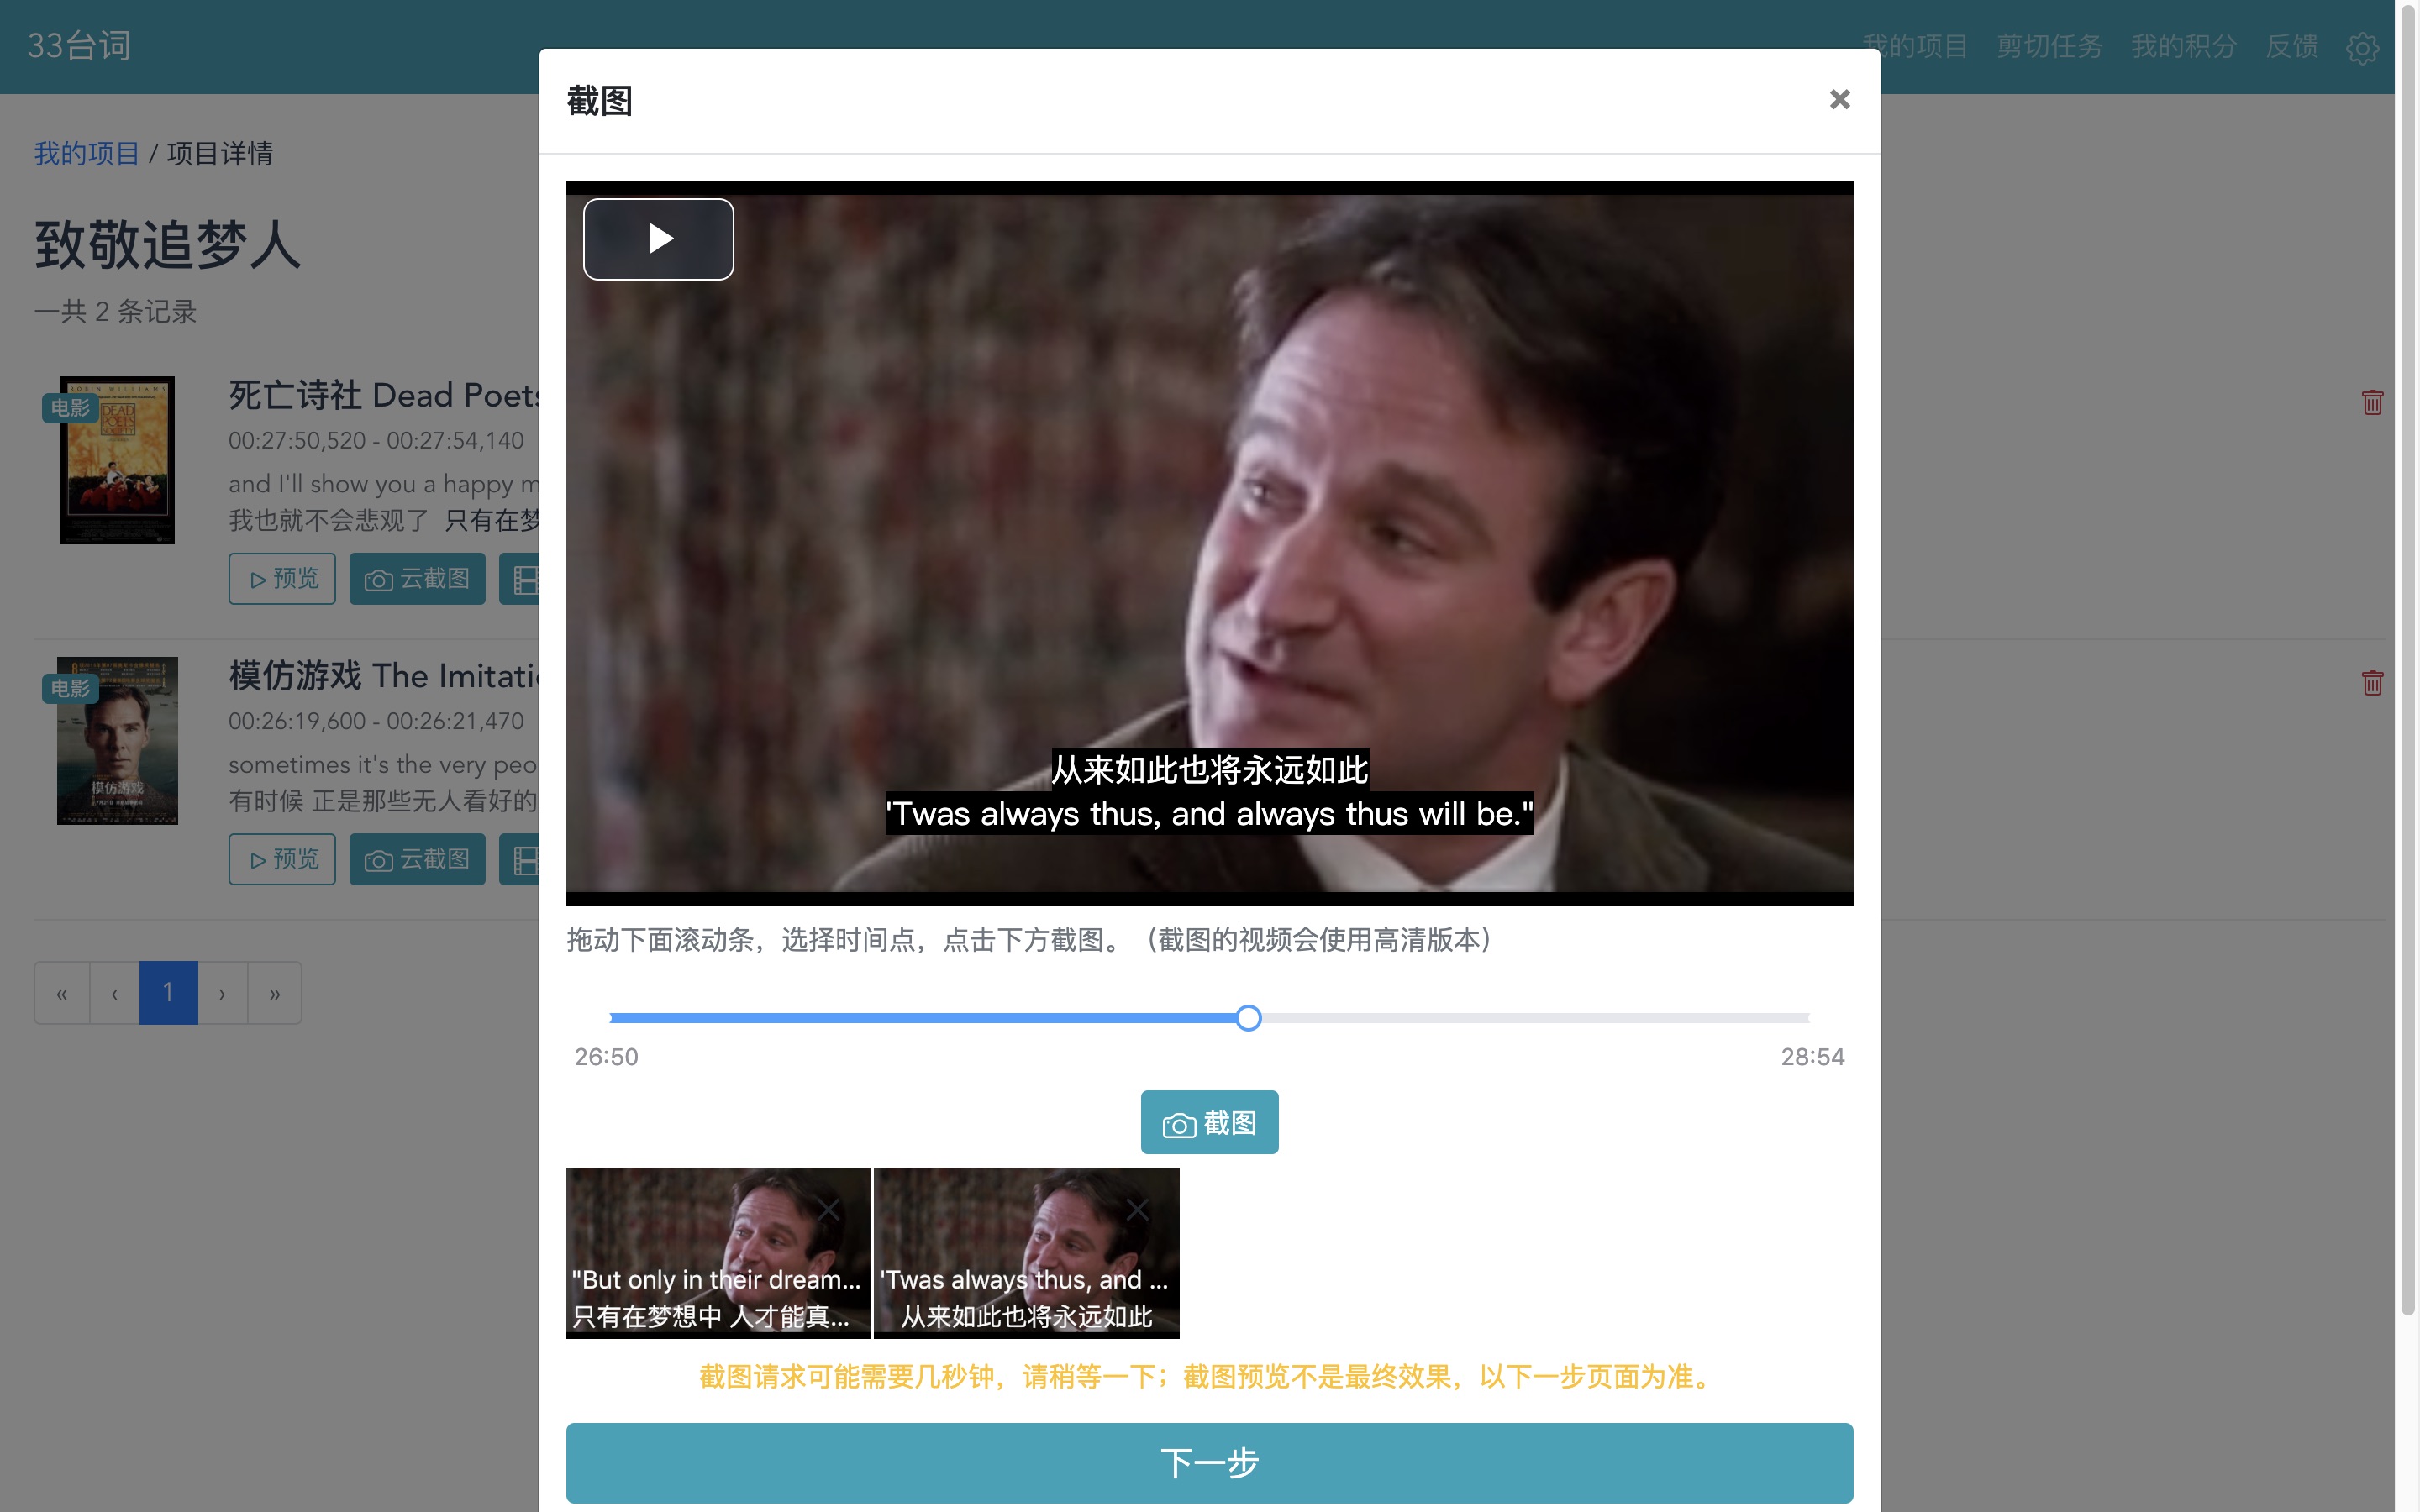 33台词
我的项目 剪切任务 我的积分 反馈
我的项目 / 项目详情
致敬追梦人
一共 2 条记录
电影
ROBIN WILLIAMS
DEAD
POETS
SOCIETY
死亡诗社 Dead Poets
00:27:50,520 - 00:27:54,140
and I'll show you a happy m
我也就不会悲观了 只有在梦
预览
云截图
电影
模仿游戏
模仿游戏 The Imitati
00:26:19,600 - 00:26:21,470
sometimes it's the very peo
有时候 正是那些无人看好的
预览
云截图
« ‹ 1 › »
截图
从来如此也将永远如此
'Twas always thus, and always thus will be."
拖动下面滚动条，选择时间点，点击下方截图。（截图的视频会使用高清版本）
26:50 28:54
截图
"But only in their dream...
只有在梦想中 人才能真...
'Twas always thus, and ...
从来如此也将永远如此
截图请求可能需要几秒钟，请稍等一下；截图预览不是最终效果，以下一步页面为准。
下一步